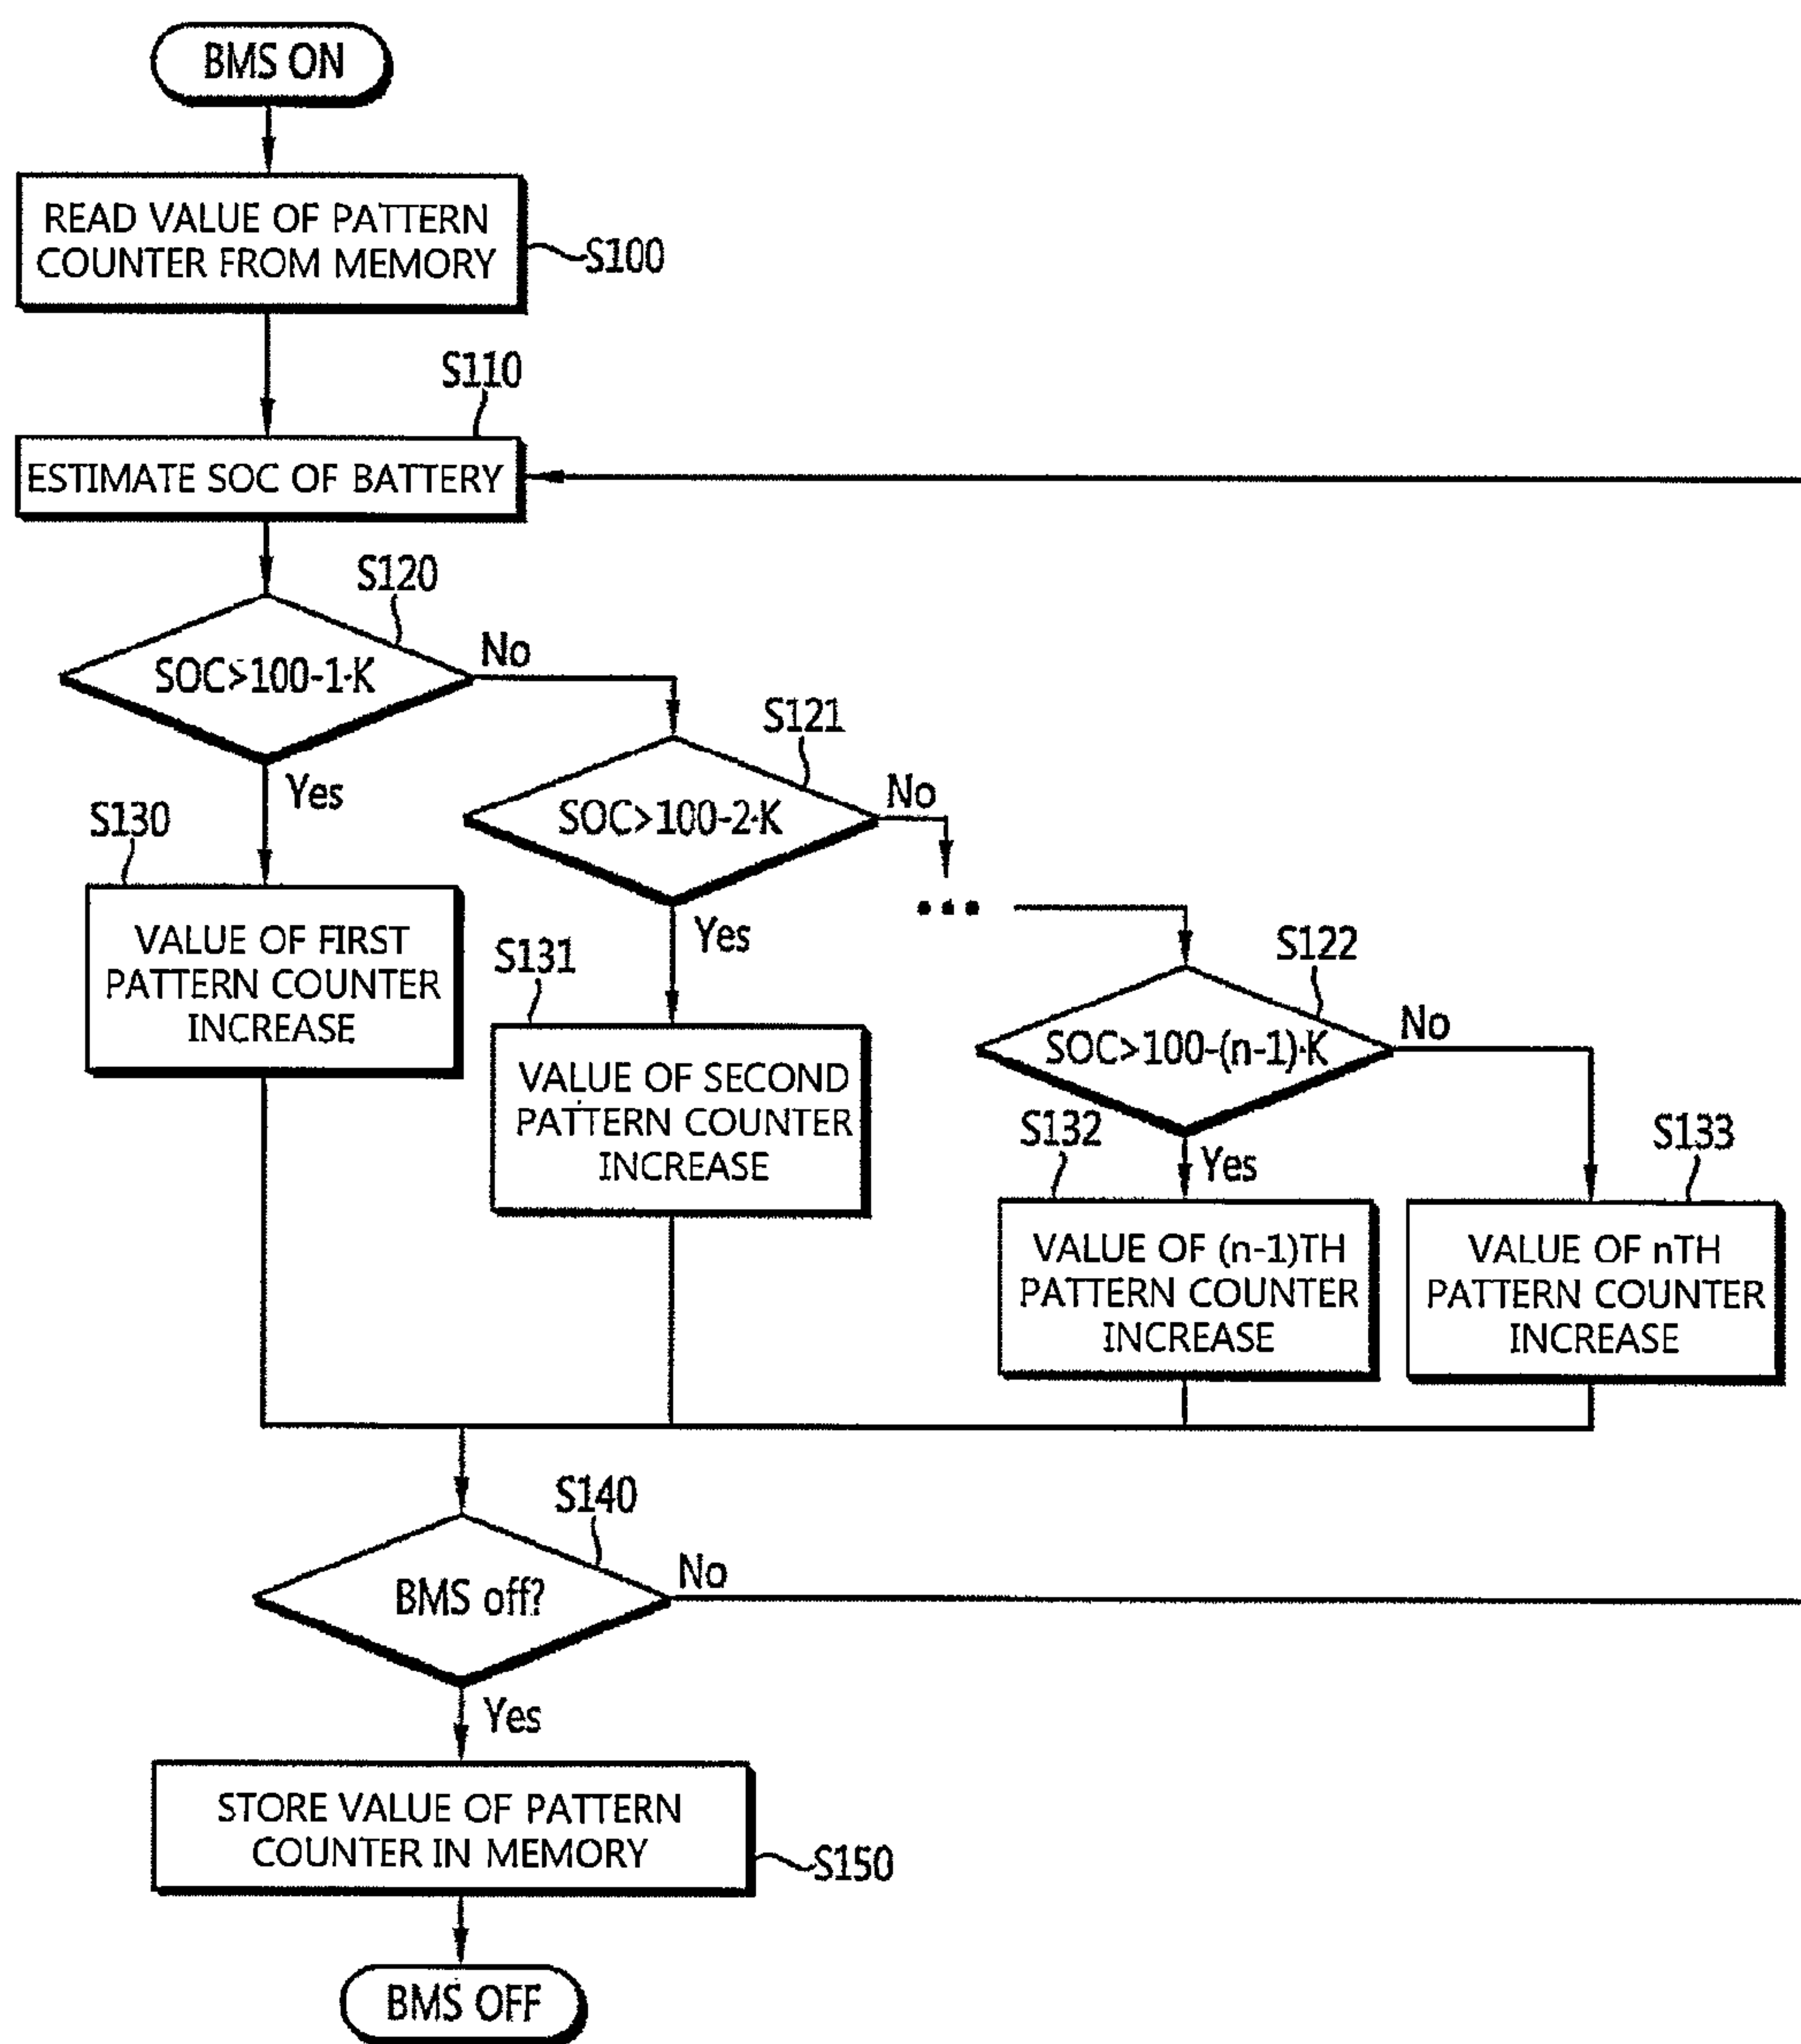 BMS ON
READ VALUE OF PATTERN
COUNTER FROM MEMORY
S100
S110
ESTIMATE SOC OF BATTERY
S120
SOC>100-1·K
No
Yes
S121
SOC>100-2·K
No
Yes
S130
VALUE OF FIRST
PATTERN COUNTER
INCREASE
S131
VALUE OF SECOND
PATTERN COUNTER
INCREASE
•••
S122
SOC>100-(n-1)·K
No
Yes
S132
VALUE OF (n-1)TH
PATTERN COUNTER
INCREASE
S133
VALUE OF nTH
PATTERN COUNTER
INCREASE
S140
BMS off?
No
Yes
STORE VALUE OF PATTERN
COUNTER IN MEMORY
S150
BMS OFF